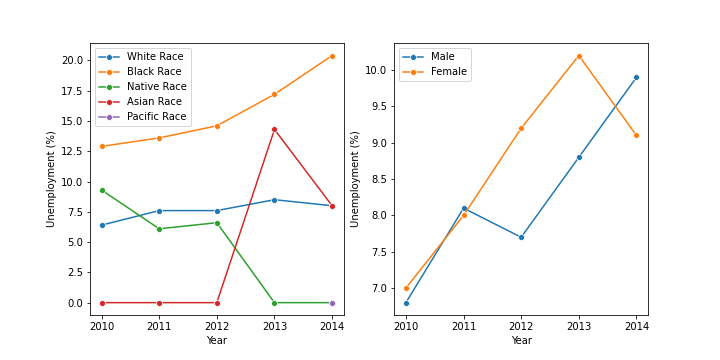 White Race
Black Race
Native Race
Asian Race
Pacific Race
20.0
17.5
15.0
12.5
10.0
7.5
5.0
2.5
0.0
Unemployment (%)
2010 2011 2012 2013 2014
Year
Male
Female
10.0
9.5
9.0
8.5
8.0
7.5
7.0
Unemployment (%)
2010 2011 2012 2013 2014
Year